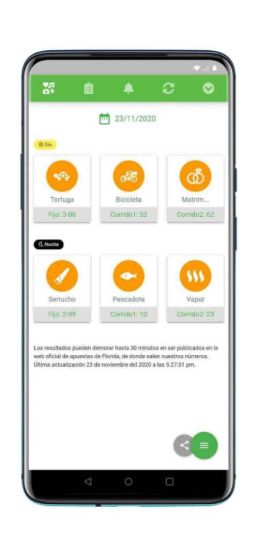 23/11/2020
Día
Tortuga
Bicicleta
Matrim...
Fijo: 3-06
Corrido1: 52
Corrido2: 62
Noche
Serrucho
Pescadote
Vapor
Fijo: 2-99
Corrido1: 10
Corrido2: 23
Los resultados pueden demorar hasta 30 minutos en ser publicados en la
web oficial de apuestas de Florida, de donde salen nuestros números.
Última actualización 23 de noviembre del 2020 a las 5:27:31 pm.